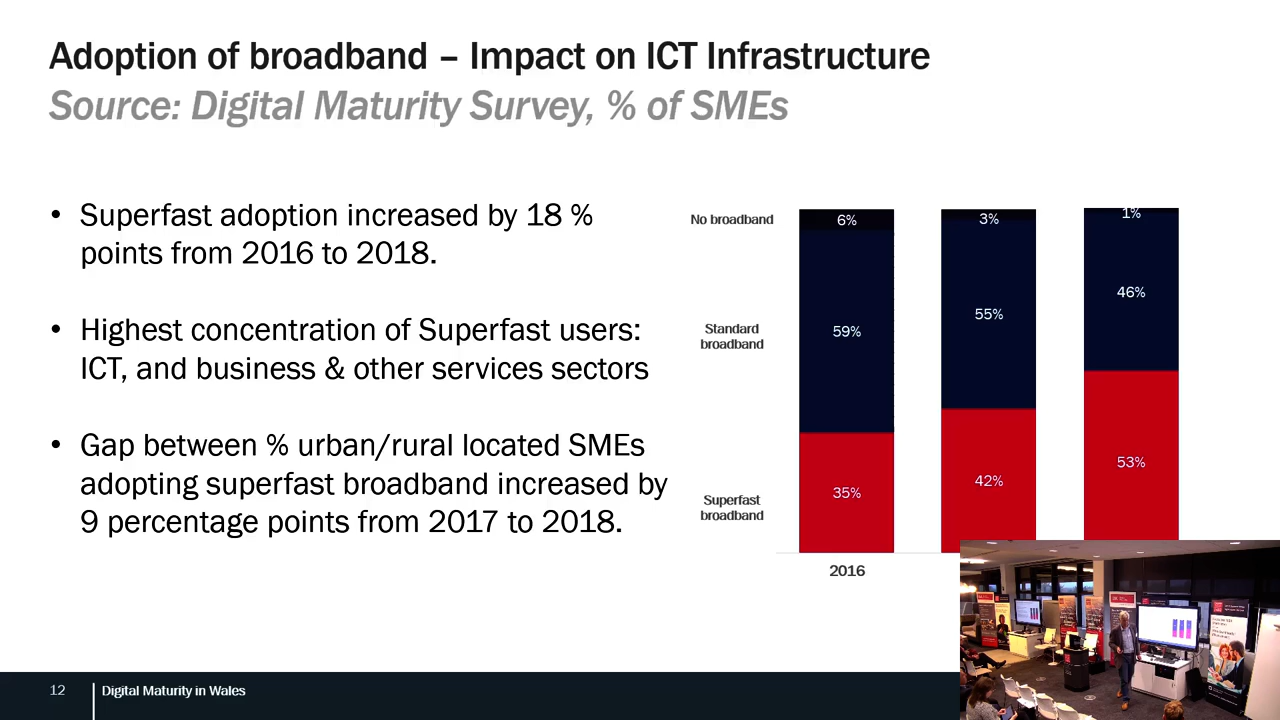 Adoption of broadband – Impact on ICT Infrastructure
Source: Digital Maturity Survey, % of SMEs
• Superfast adoption increased by 18 %
points from 2016 to 2018.
• Highest concentration of Superfast users:
ICT, and business & other services sectors
• Gap between % urban/rural located SMEs
adopting superfast broadband increased by
9 percentage points from 2017 to 2018.
No broadband
Standard
broadband
Superfast
broadband
6%
3%
1%
59%
55%
46%
35%
42%
53%
2016
12
Digital Maturity in Wales